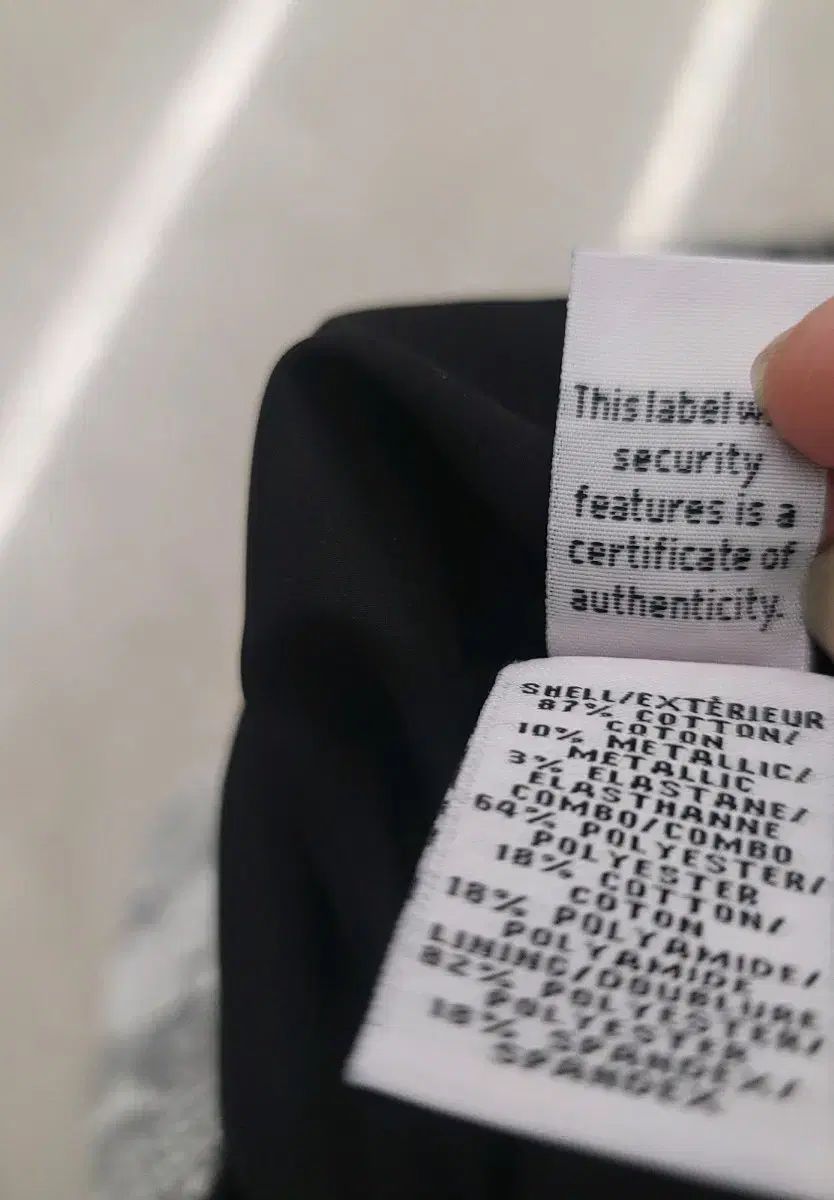 This label
security
features is a
certificate of
authenticity.
SHELL/EXTÉRIEUR
87% COTTON/
COTON
10% METALLIC/
METALLIC
3% ELASTANE/
ELASTHANNE
COMBO/COMBO
64% POLYESTER/
POLYESTER
18% COTTON/
COTON
18% POLYAMIDE/
POLYAMIDE
LINING/DOUBLURE
82% POLYESTER/
POLYESTER
18% SPANDEX/
SPANDEX